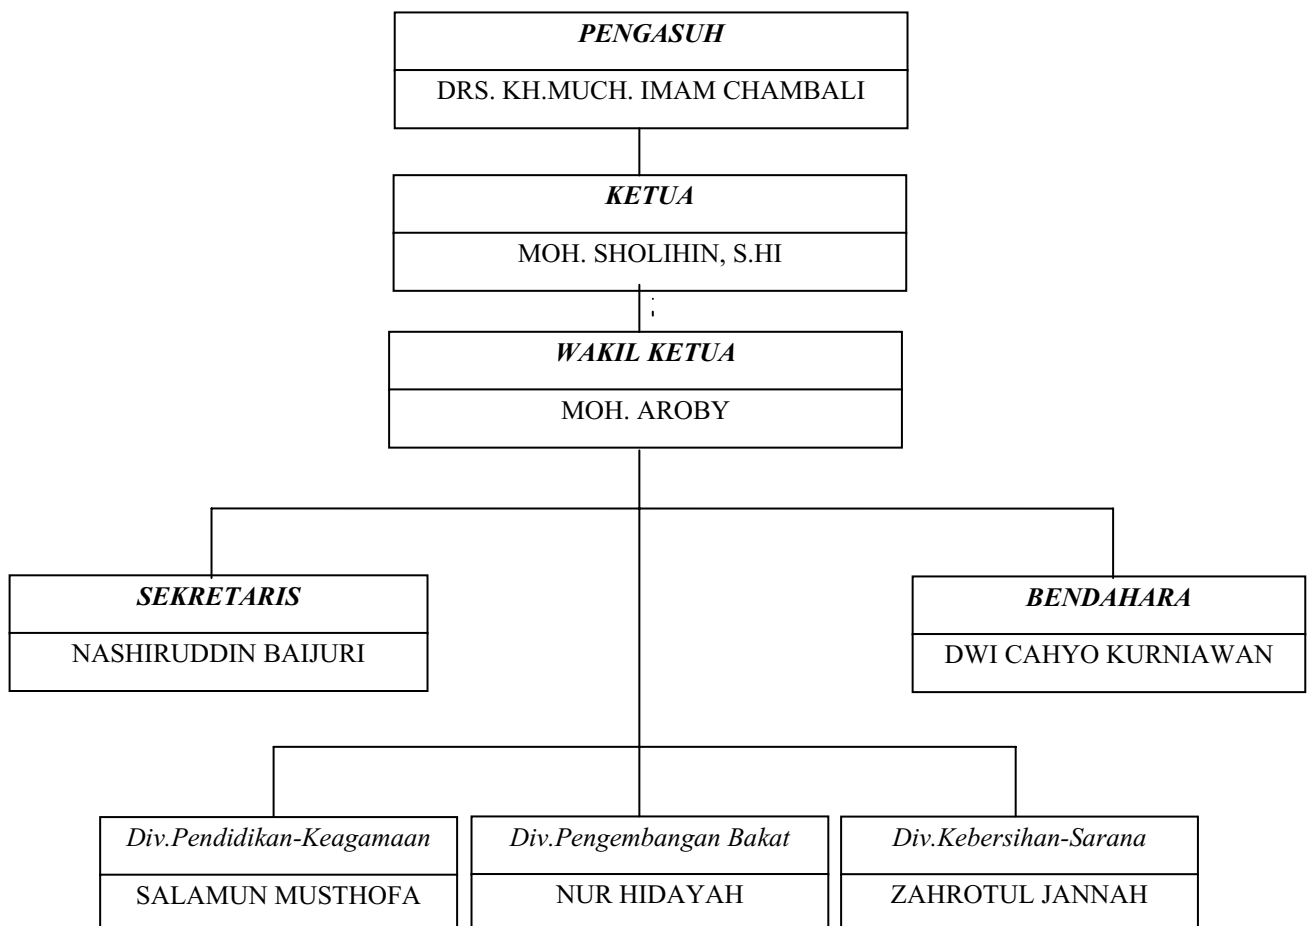 PENGASUH
DRS. KH.MUCH. IMAM CHAMBALI
KETUA
MOH. SHOLIHIN, S.HI
WAKIL KETUA
MOH. AROBY
SEKRETARIS
NASHIRUDDIN BAIJURI
BENDAHARA
DWI CAHYO KURNIAWAN
Div.Pendidikan-Keagamaan
SALAMUN MUSTHOFA
Div.Pengembangan Bakat
NUR HIDAYAH
Div.Kebersihan-Sarana
ZAHROTUL JANNAH